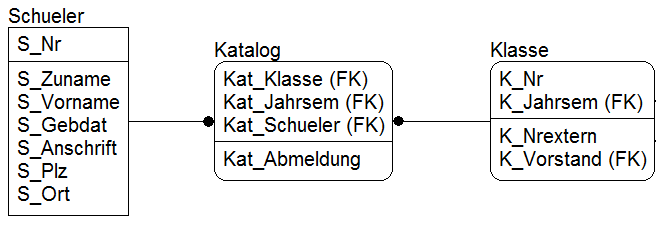 Schueler
S_Nr
S_Zuname
S_Vorname
S_Gebdat
S_Anschrift
S_Plz
S_Ort
Katalog
Kat_Klasse (FK)
Kat_Jahrsem (FK)
Kat_Schueler (FK)
Kat_Abmeldung
Klasse
K_Nr
K_Jahrsem (FK)
K_Nrextern
K_Vorstand (FK)